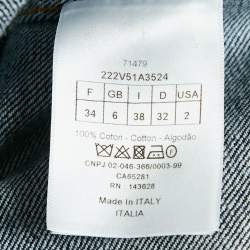 71479
222V51A3524
F GB I D USA
34 6 38 32 2
100% Coton - Cotton - Algodão
CNPJ 02-046-366/0003-99
CA65281
RN : 143628
Made in ITALY
ITALIA